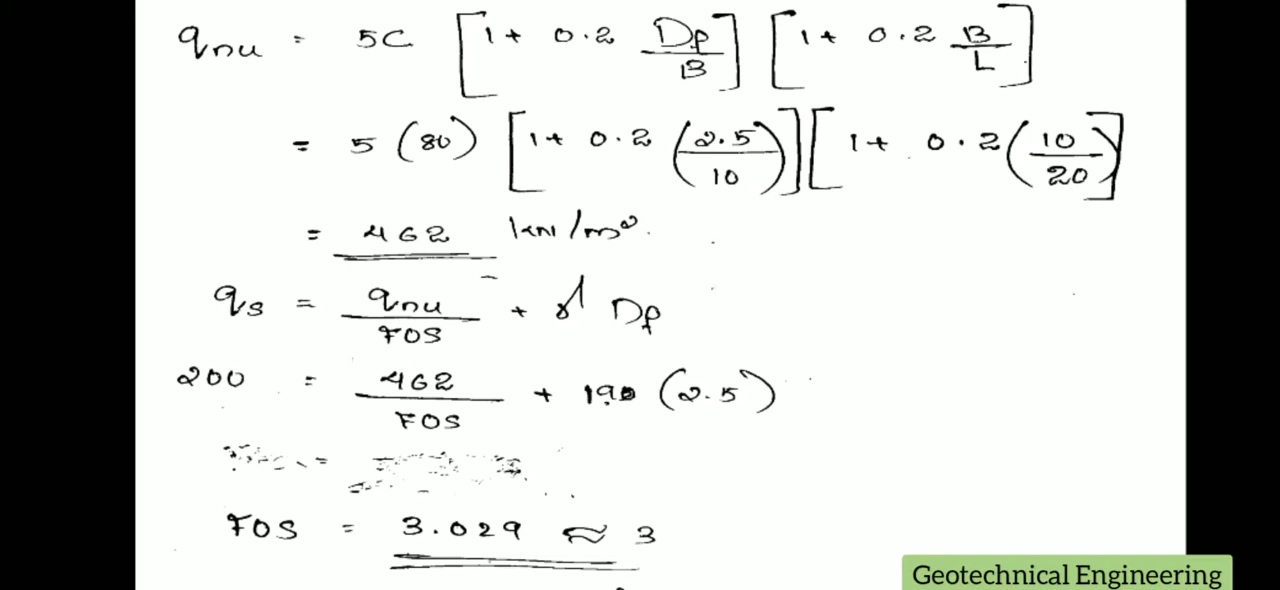 qnu = 5C [1 + 0.2 Df/B] [1 + 0.2 B/L]
= 5 (80) [1 + 0.2 (2.5/10)] [1 + 0.2 (10/20)]
= 462 kN/m²
qs = qnu/FOS + γ Df
200 = 462/FOS + 19.0 (2.5)
FOS = 3.029 ≈ 3
Geotechnical Engineering